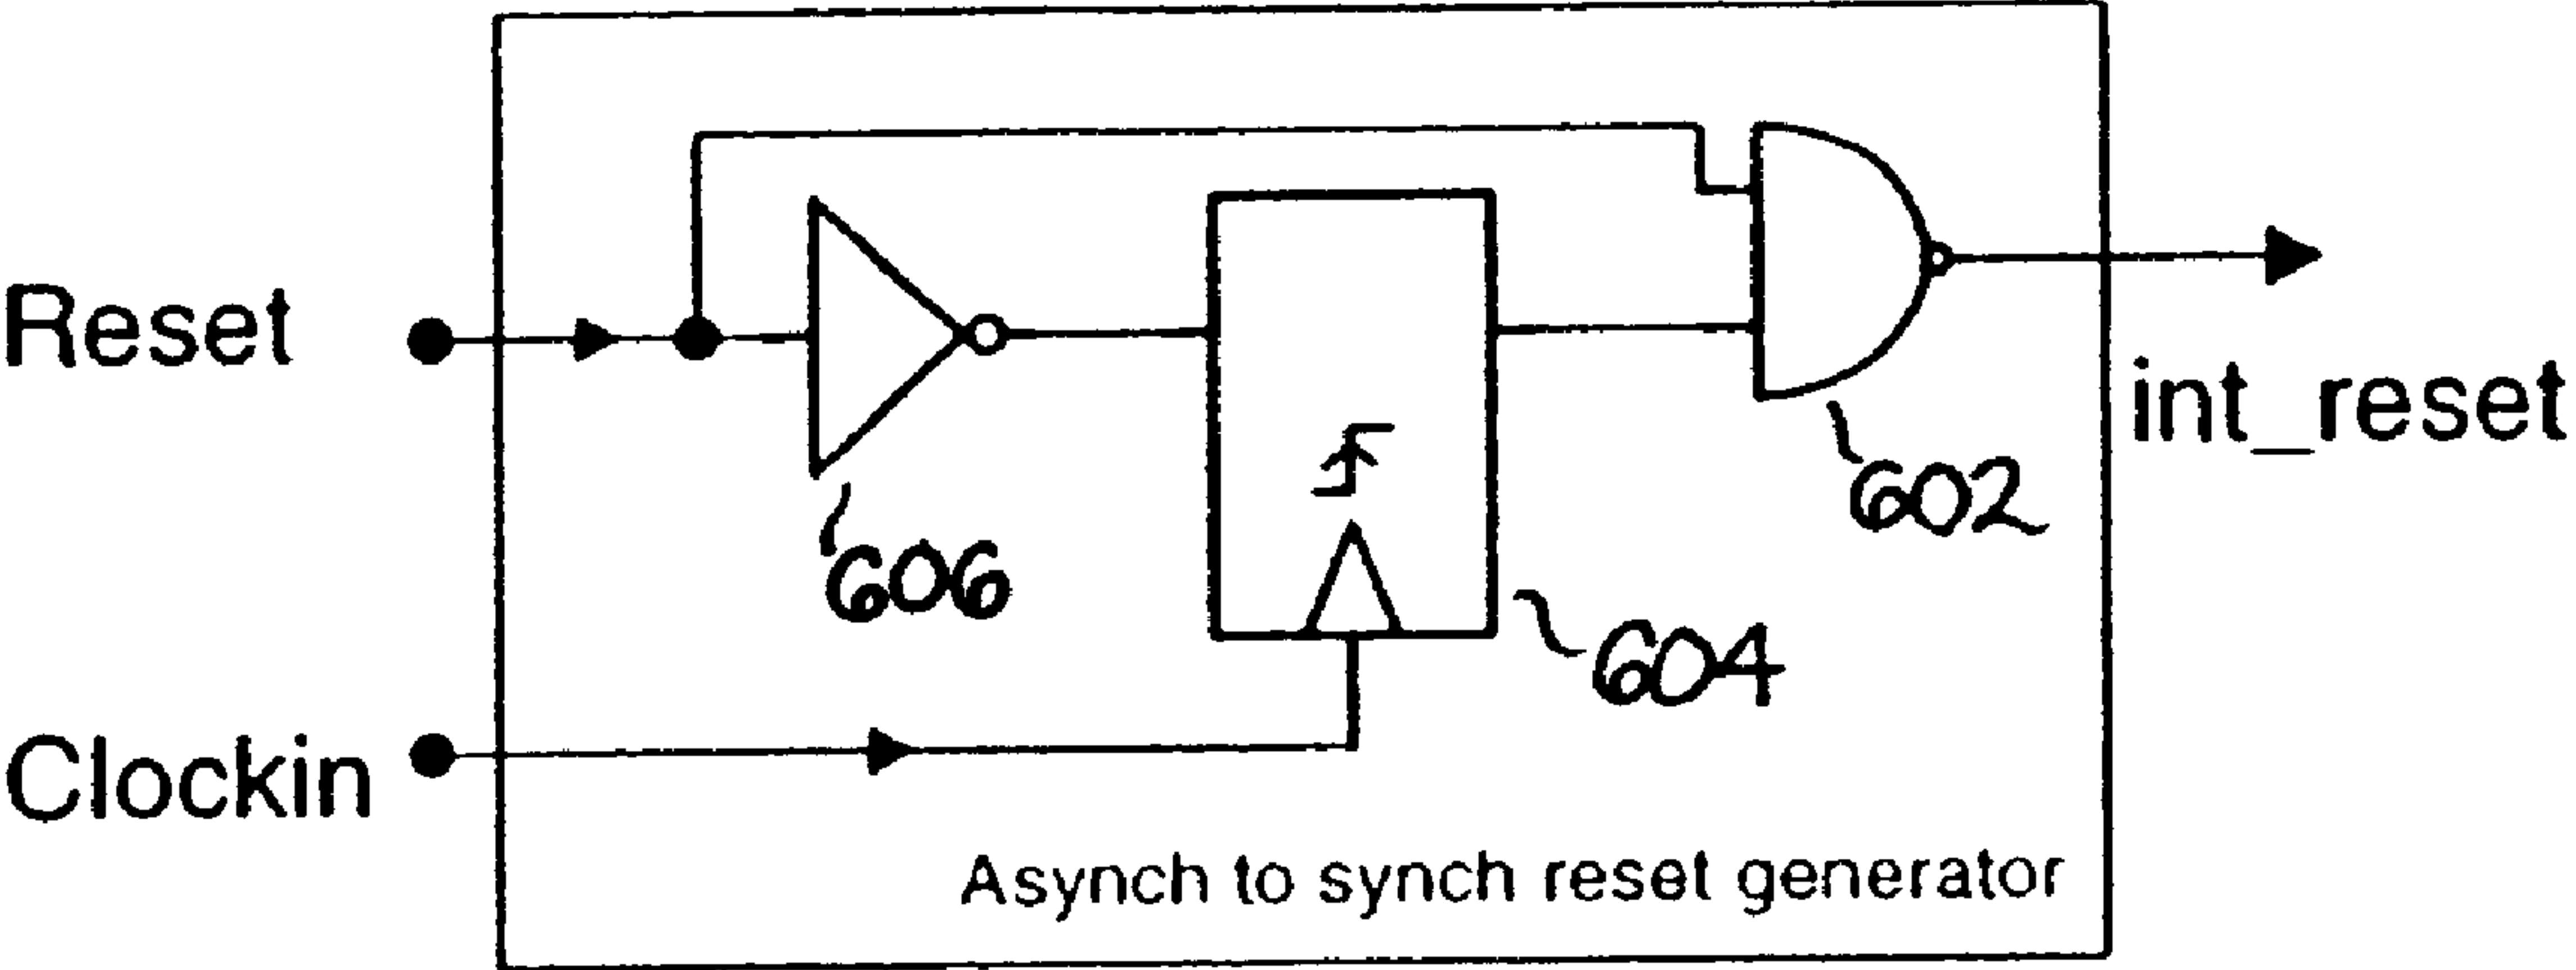 Reset
int_reset
602
606
604
Clockin
Asynch to synch reset generator